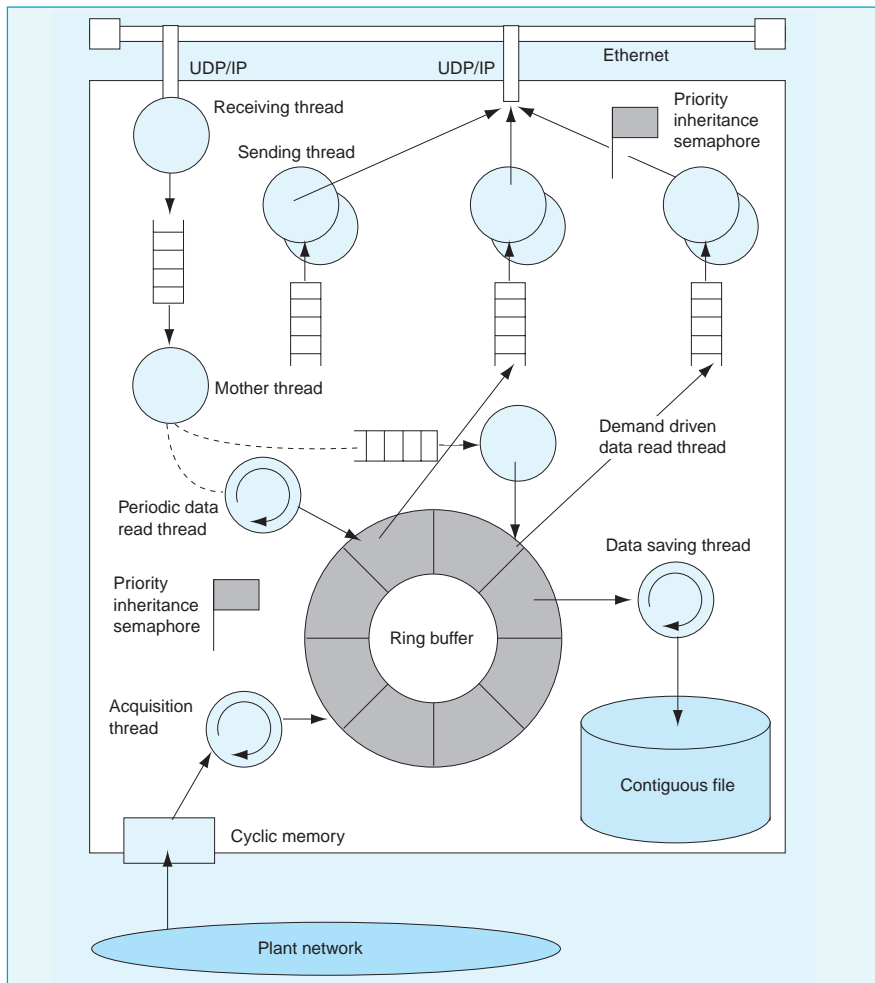 Ethernet
UDP/IP
UDP/IP
Receiving thread
Priority
inheritance
semaphore
Sending thread
Mother thread
Demand driven
data read thread
Periodic data
read thread
Data saving thread
Priority
inheritance
semaphore
Ring buffer
Acquisition
thread
Contiguous file
Cyclic memory
Plant network